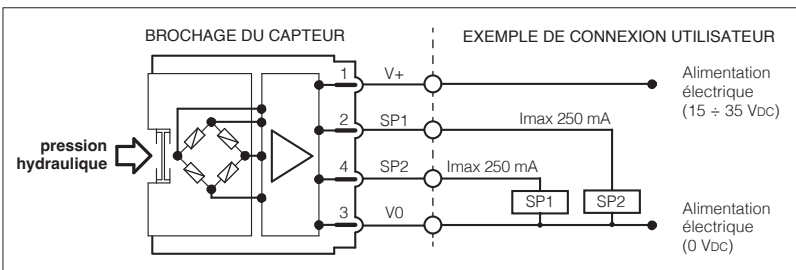 BROCHAGE DU CAPTEUR
EXEMPLE DE CONNEXION UTILISATEUR
pression
hydraulique
1 V+
2 SP1
4 SP2
3 V0
Imax 250 mA
Imax 250 mA
SP1
SP2
Alimentation
électrique
(15 ÷ 35 VDC)
Alimentation
électrique
(0 VDC)